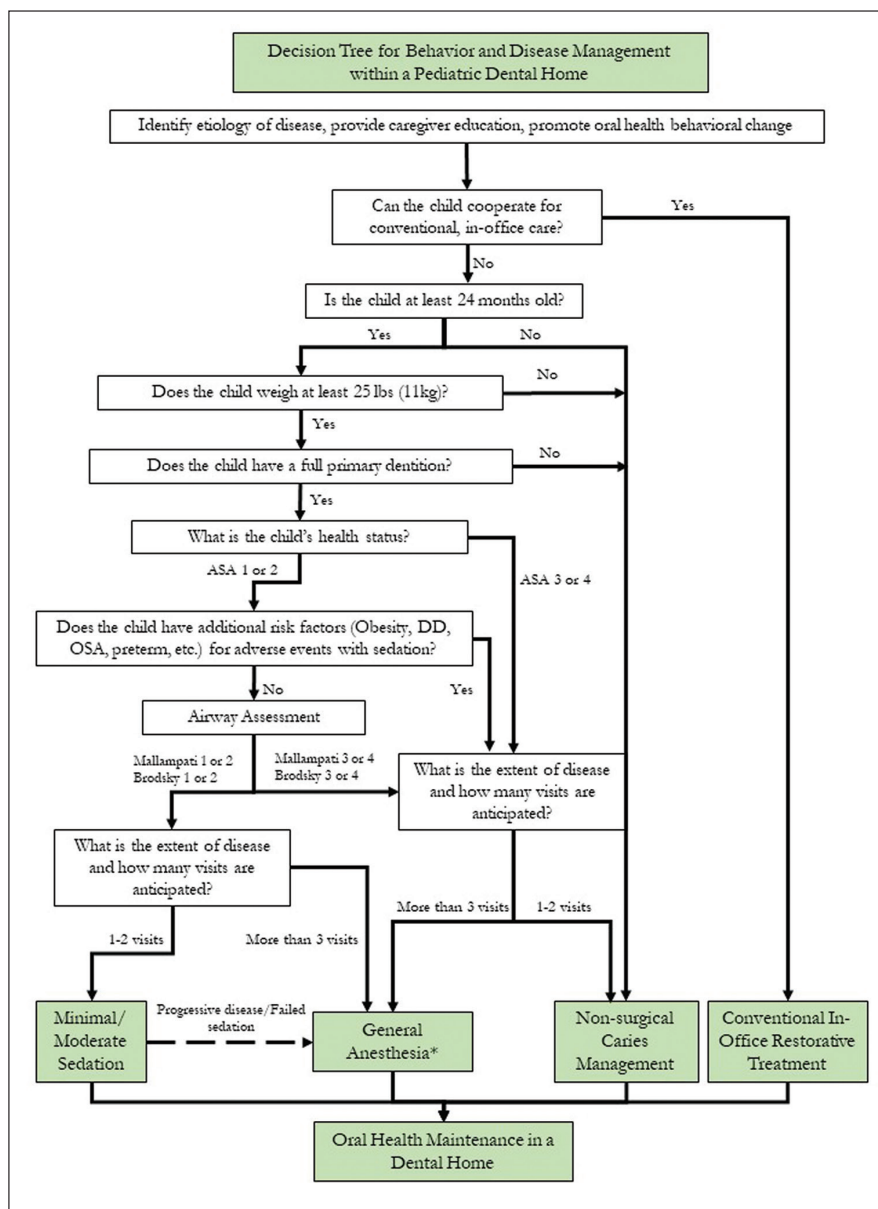 Decision Tree for Behavior and Disease Management
within a Pediatric Dental Home
Identify etiology of disease, provide caregiver education, promote oral health behavioral change
Can the child cooperate for
conventional, in-office care?
Yes
No
Is the child at least 24 months old?
Yes
No
Does the child weigh at least 25 lbs (11kg)?
No
Yes
Does the child have a full primary dentition?
No
Yes
What is the child's health status?
ASA 1 or 2
ASA 3 or 4
Does the child have additional risk factors (Obesity, DD,
OSA, preterm, etc.) for adverse events with sedation?
No
Yes
Airway Assessment
Mallampati 1 or 2
Brodsky 1 or 2
Mallampati 3 or 4
Brodsky 3 or 4
What is the extent of disease
and how many visits are
anticipated?
What is the extent of disease
and how many visits are
anticipated?
More than 3 visits
1-2 visits
1-2 visits
More than 3 visits
Minimal/
Moderate
Sedation
Progressive disease/Failed
sedation
General
Anesthesia*
Non-surgical
Caries
Management
Conventional In-
Office Restorative
Treatment
Oral Health Maintenance in a
Dental Home